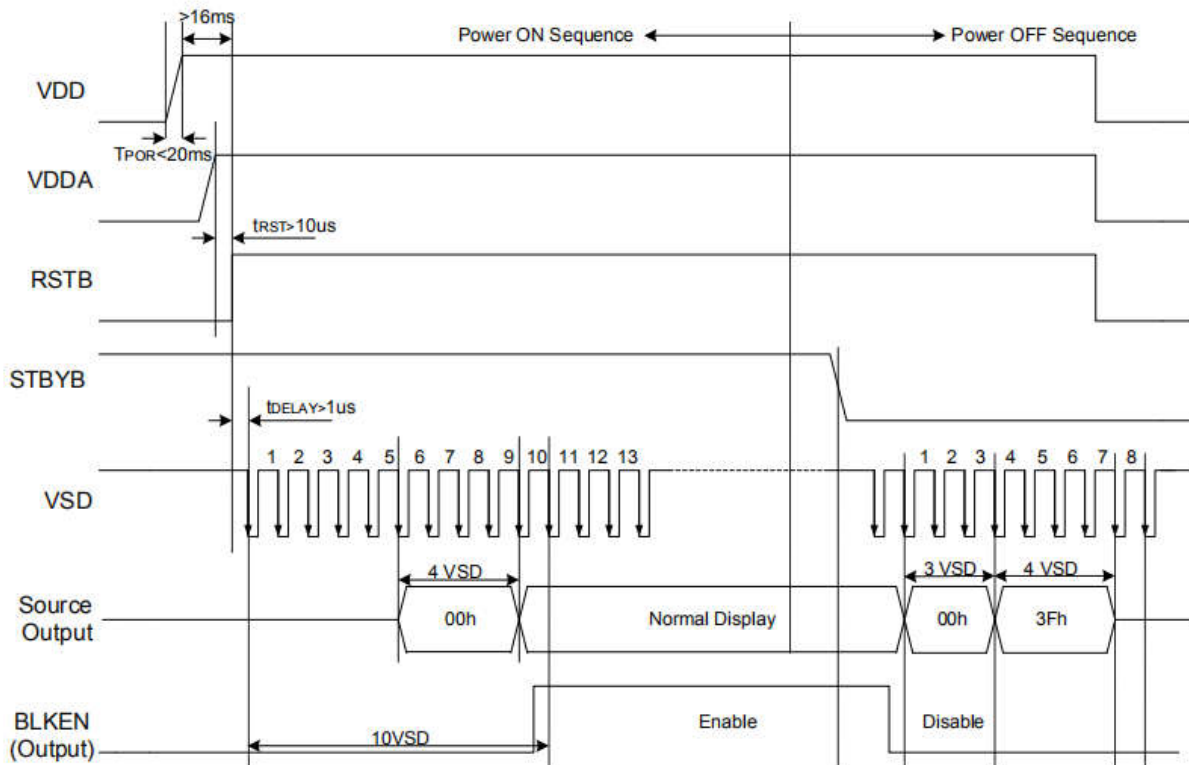 >16ms
Power ON Sequence
Power OFF Sequence
VDD
TPOR<20ms
VDDA
tRST>10us
RSTB
STBYB
tDELAY>1us
1 2 3 4 5 6 7 8 9 10 11 12 13
1 2 3 4 5 6 7 8
VSD
4 VSD
3 VSD
4 VSD
Source
Output
00h
Normal Display
00h
3Fh
BLKEN
(Output)
Enable
Disable
10VSD